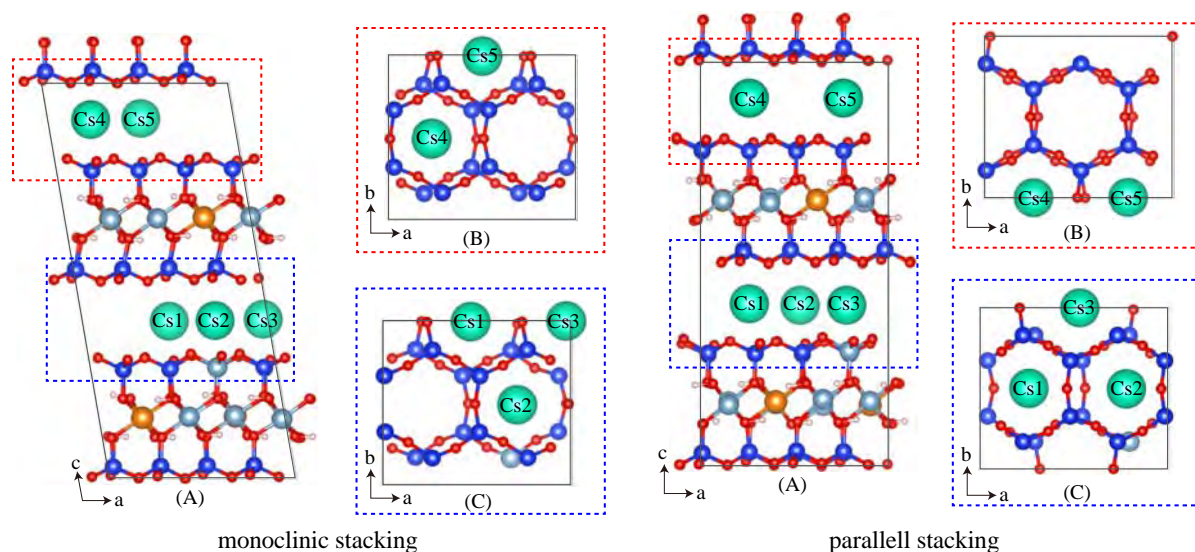 Cs4 Cs5
Cs1 Cs2 Cs3
c
a
(A)
Cs5
Cs4
b
a
(B)
Cs1 Cs3
Cs2
b
a
(C)
monoclinic stacking
Cs4 Cs5
Cs1 Cs2 Cs3
c
a
(A)
b
Cs4 Cs5
a
(B)
Cs3
Cs1 Cs2
b
a
(C)
parallell stacking